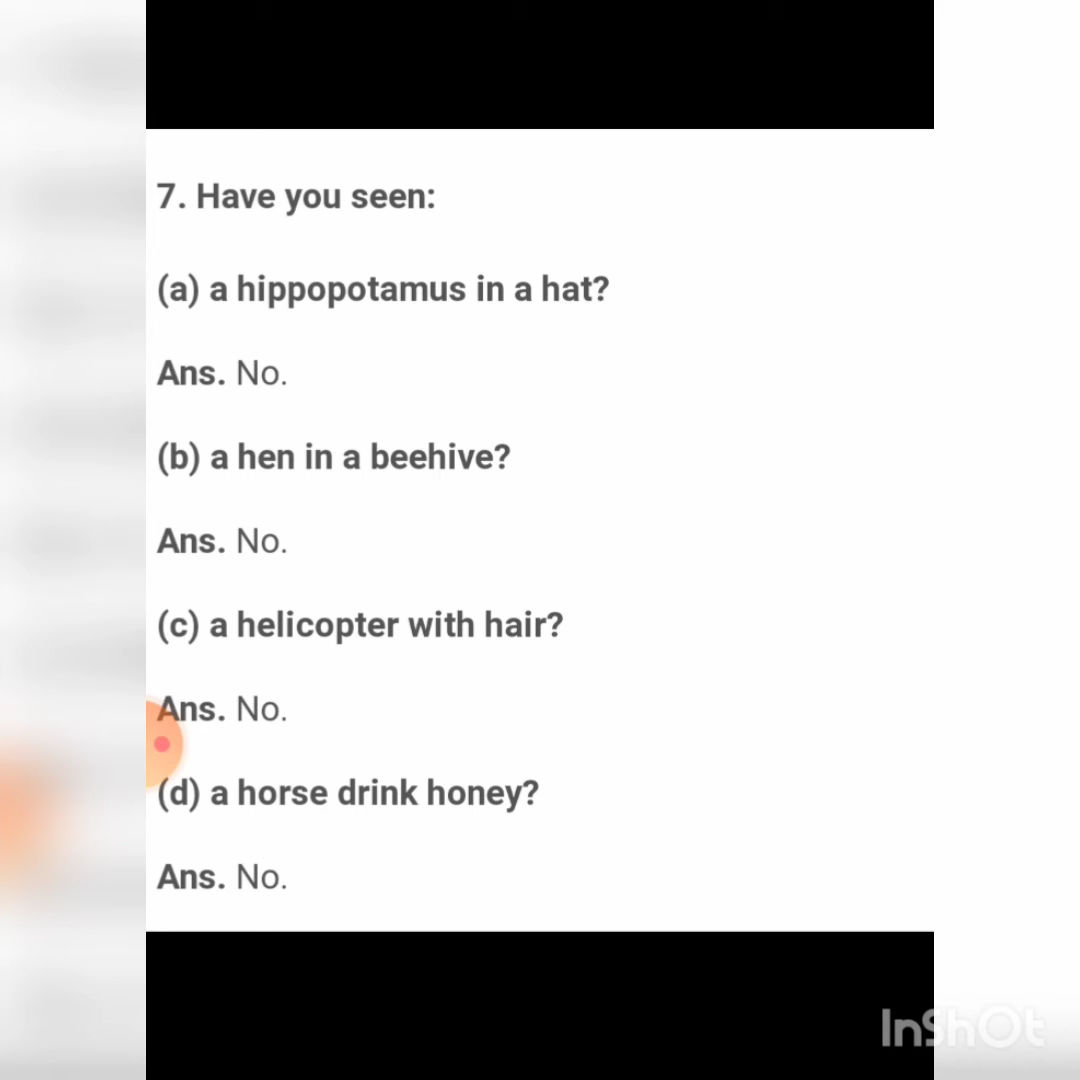 7. Have you seen:
(a) a hippopotamus in a hat?
Ans. No.
(b) a hen in a beehive?
Ans. No.
(c) a helicopter with hair?
Ans. No.
(d) a horse drink honey?
Ans. No.
InShOt